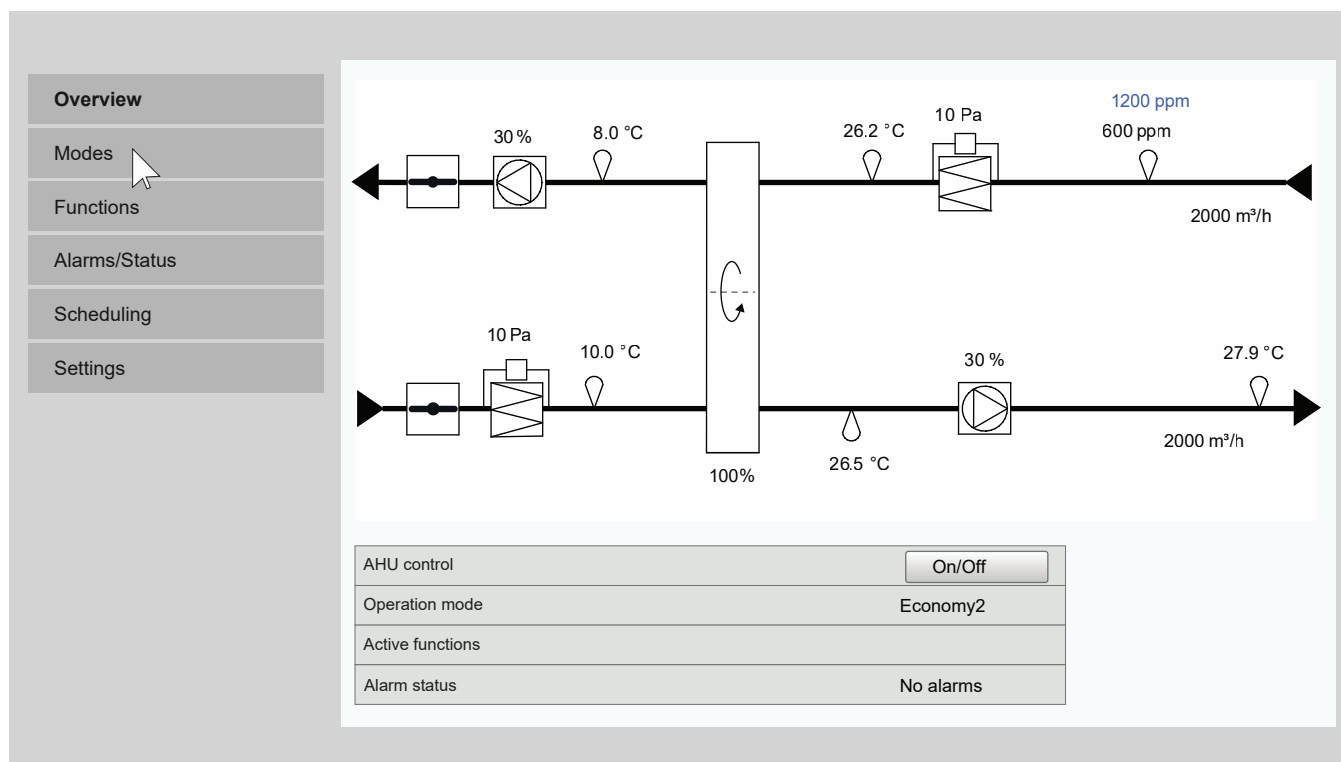 Overview
Modes
Functions
Alarms/Status
Scheduling
Settings
1200 ppm
30 %
8.0 °C
26.2 °C
10 Pa
600 ppm
2000 m³/h
10 Pa
10.0 °C
30 %
27.9 °C
2000 m³/h
26.5 °C
100%
AHU control On/Off
Operation mode Economy2
Active functions
Alarm status No alarms